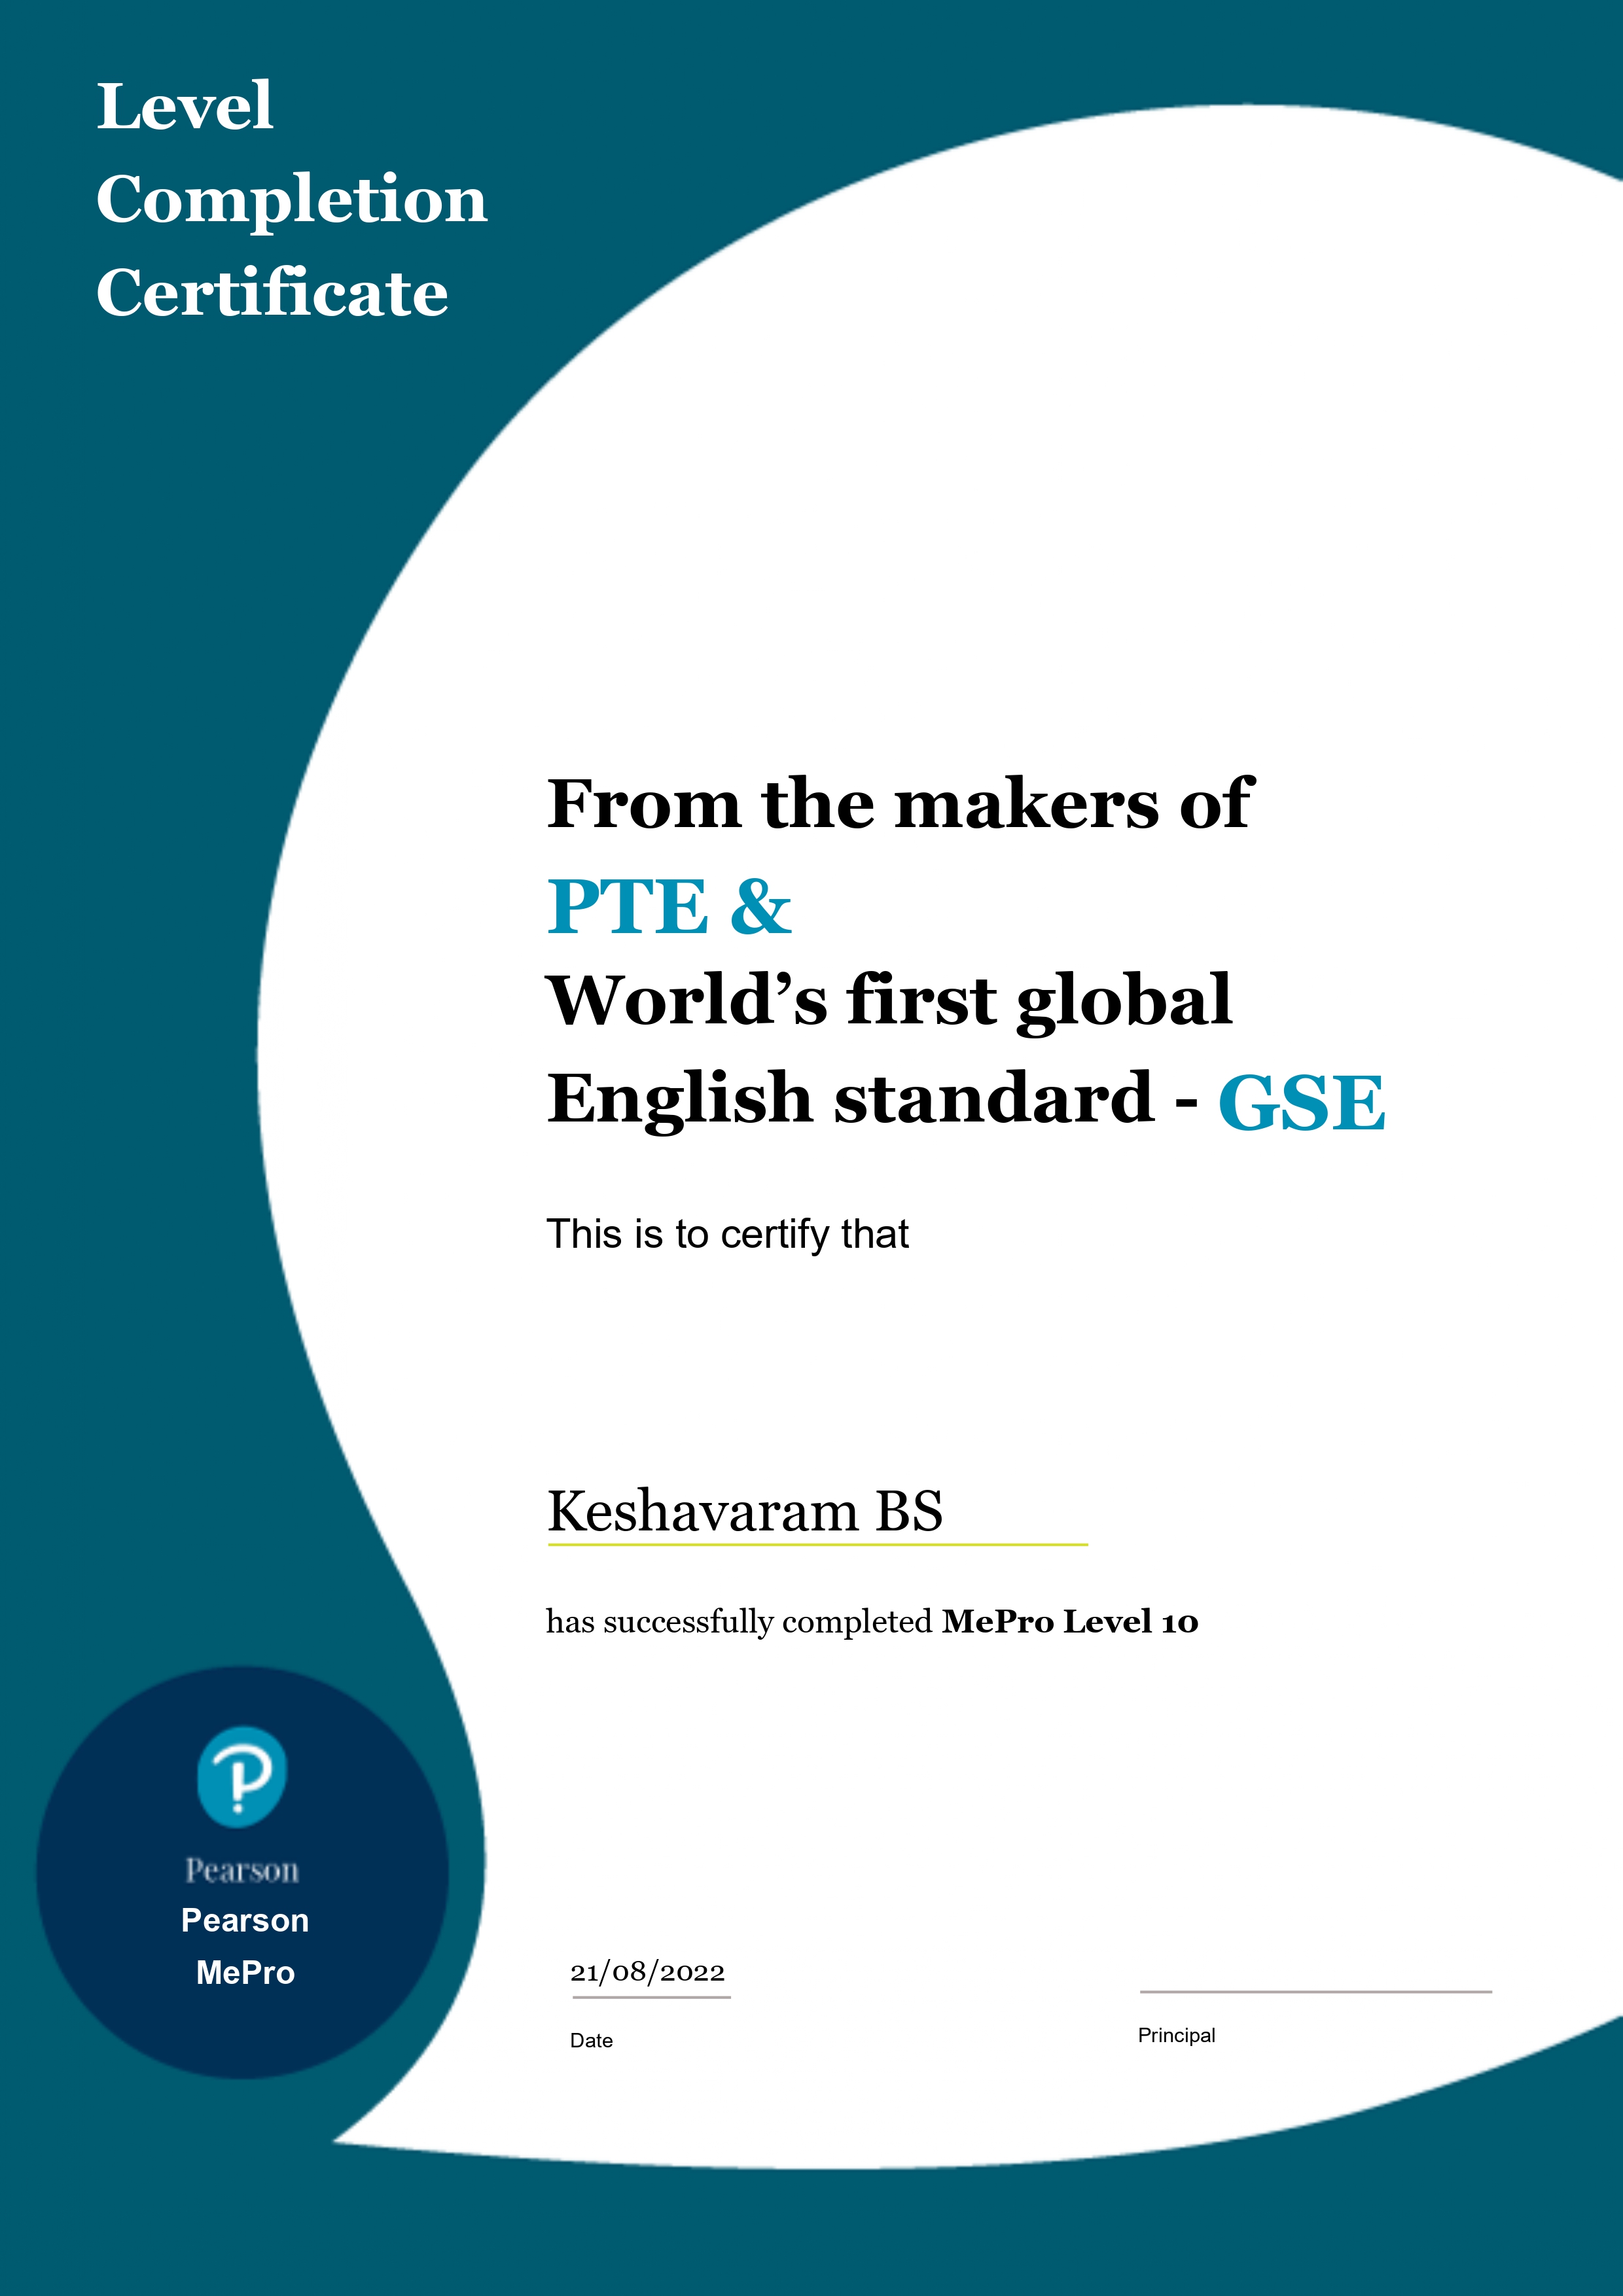 Level
Completion
Certificate
From the makers of
PTE &
World’s first global
English standard - GSE
This is to certify that
Keshavaram BS
has successfully completed MePro Level 10
Pearson
Pearson
MePro
21/08/2022
Date
Principal